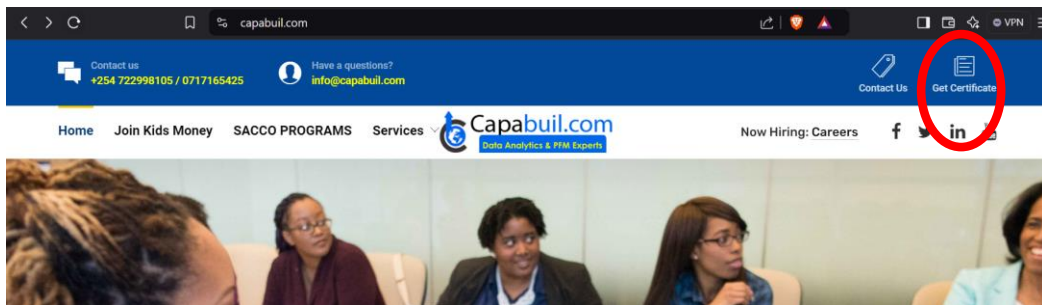 capabuil.com
VPN
Contact us
+254 722998105 / 0717165425
Have a questions?
info@capabuil.com
Contact Us
Get Certificate
Home Join Kids Money SACCO PROGRAMS Services
Capabuil.com
Data Analytics & PFM Experts
Now Hiring: Careers